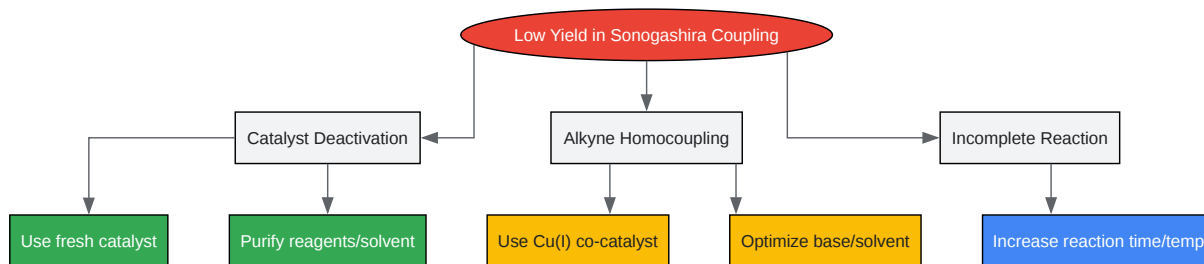 Low Yield in Sonogashira Coupling
Catalyst Deactivation
Alkyne Homocoupling
Incomplete Reaction
Use fresh catalyst
Purify reagents/solvent
Use Cu(I) co-catalyst
Optimize base/solvent
Increase reaction time/temp